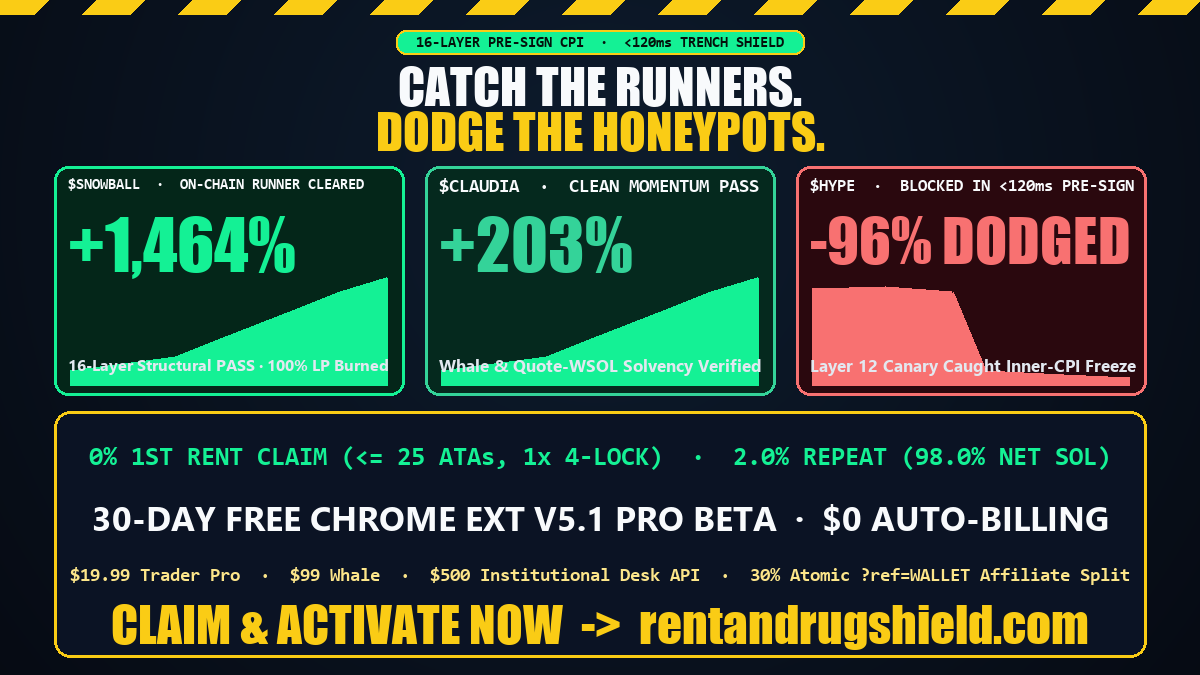 16-LAYER PRE-SIGN CPI · <120ms TRENCH SHIELD
CATCH THE RUNNERS.
DODGE THE HONEYPOTS.
$SNOWBALL · ON-CHAIN RUNNER CLEARED
+1,464%
16-Layer Structural PASS · 100% LP Burned
$CLAUDIA · CLEAN MOMENTUM PASS
+203%
Whale & Quote-WSOL Solvency Verified
$HYPE · BLOCKED IN <120ms PRE-SIGN
-96% DODGED
Layer 12 Canary Caught Inner-CPI Freeze
0% 1ST RENT CLAIM (<= 25 ATAs, 1x 4-LOCK) · 2.0% REPEAT (98.0% NET SOL)
30-DAY FREE CHROME EXT V5.1 PRO BETA · $0 AUTO-BILLING
$19.99 Trader Pro · $99 Whale · $500 Institutional Desk API · 30% Atomic ?ref=WALLET Affiliate Split
CLAIM & ACTIVATE NOW -> rentandrugshield.com